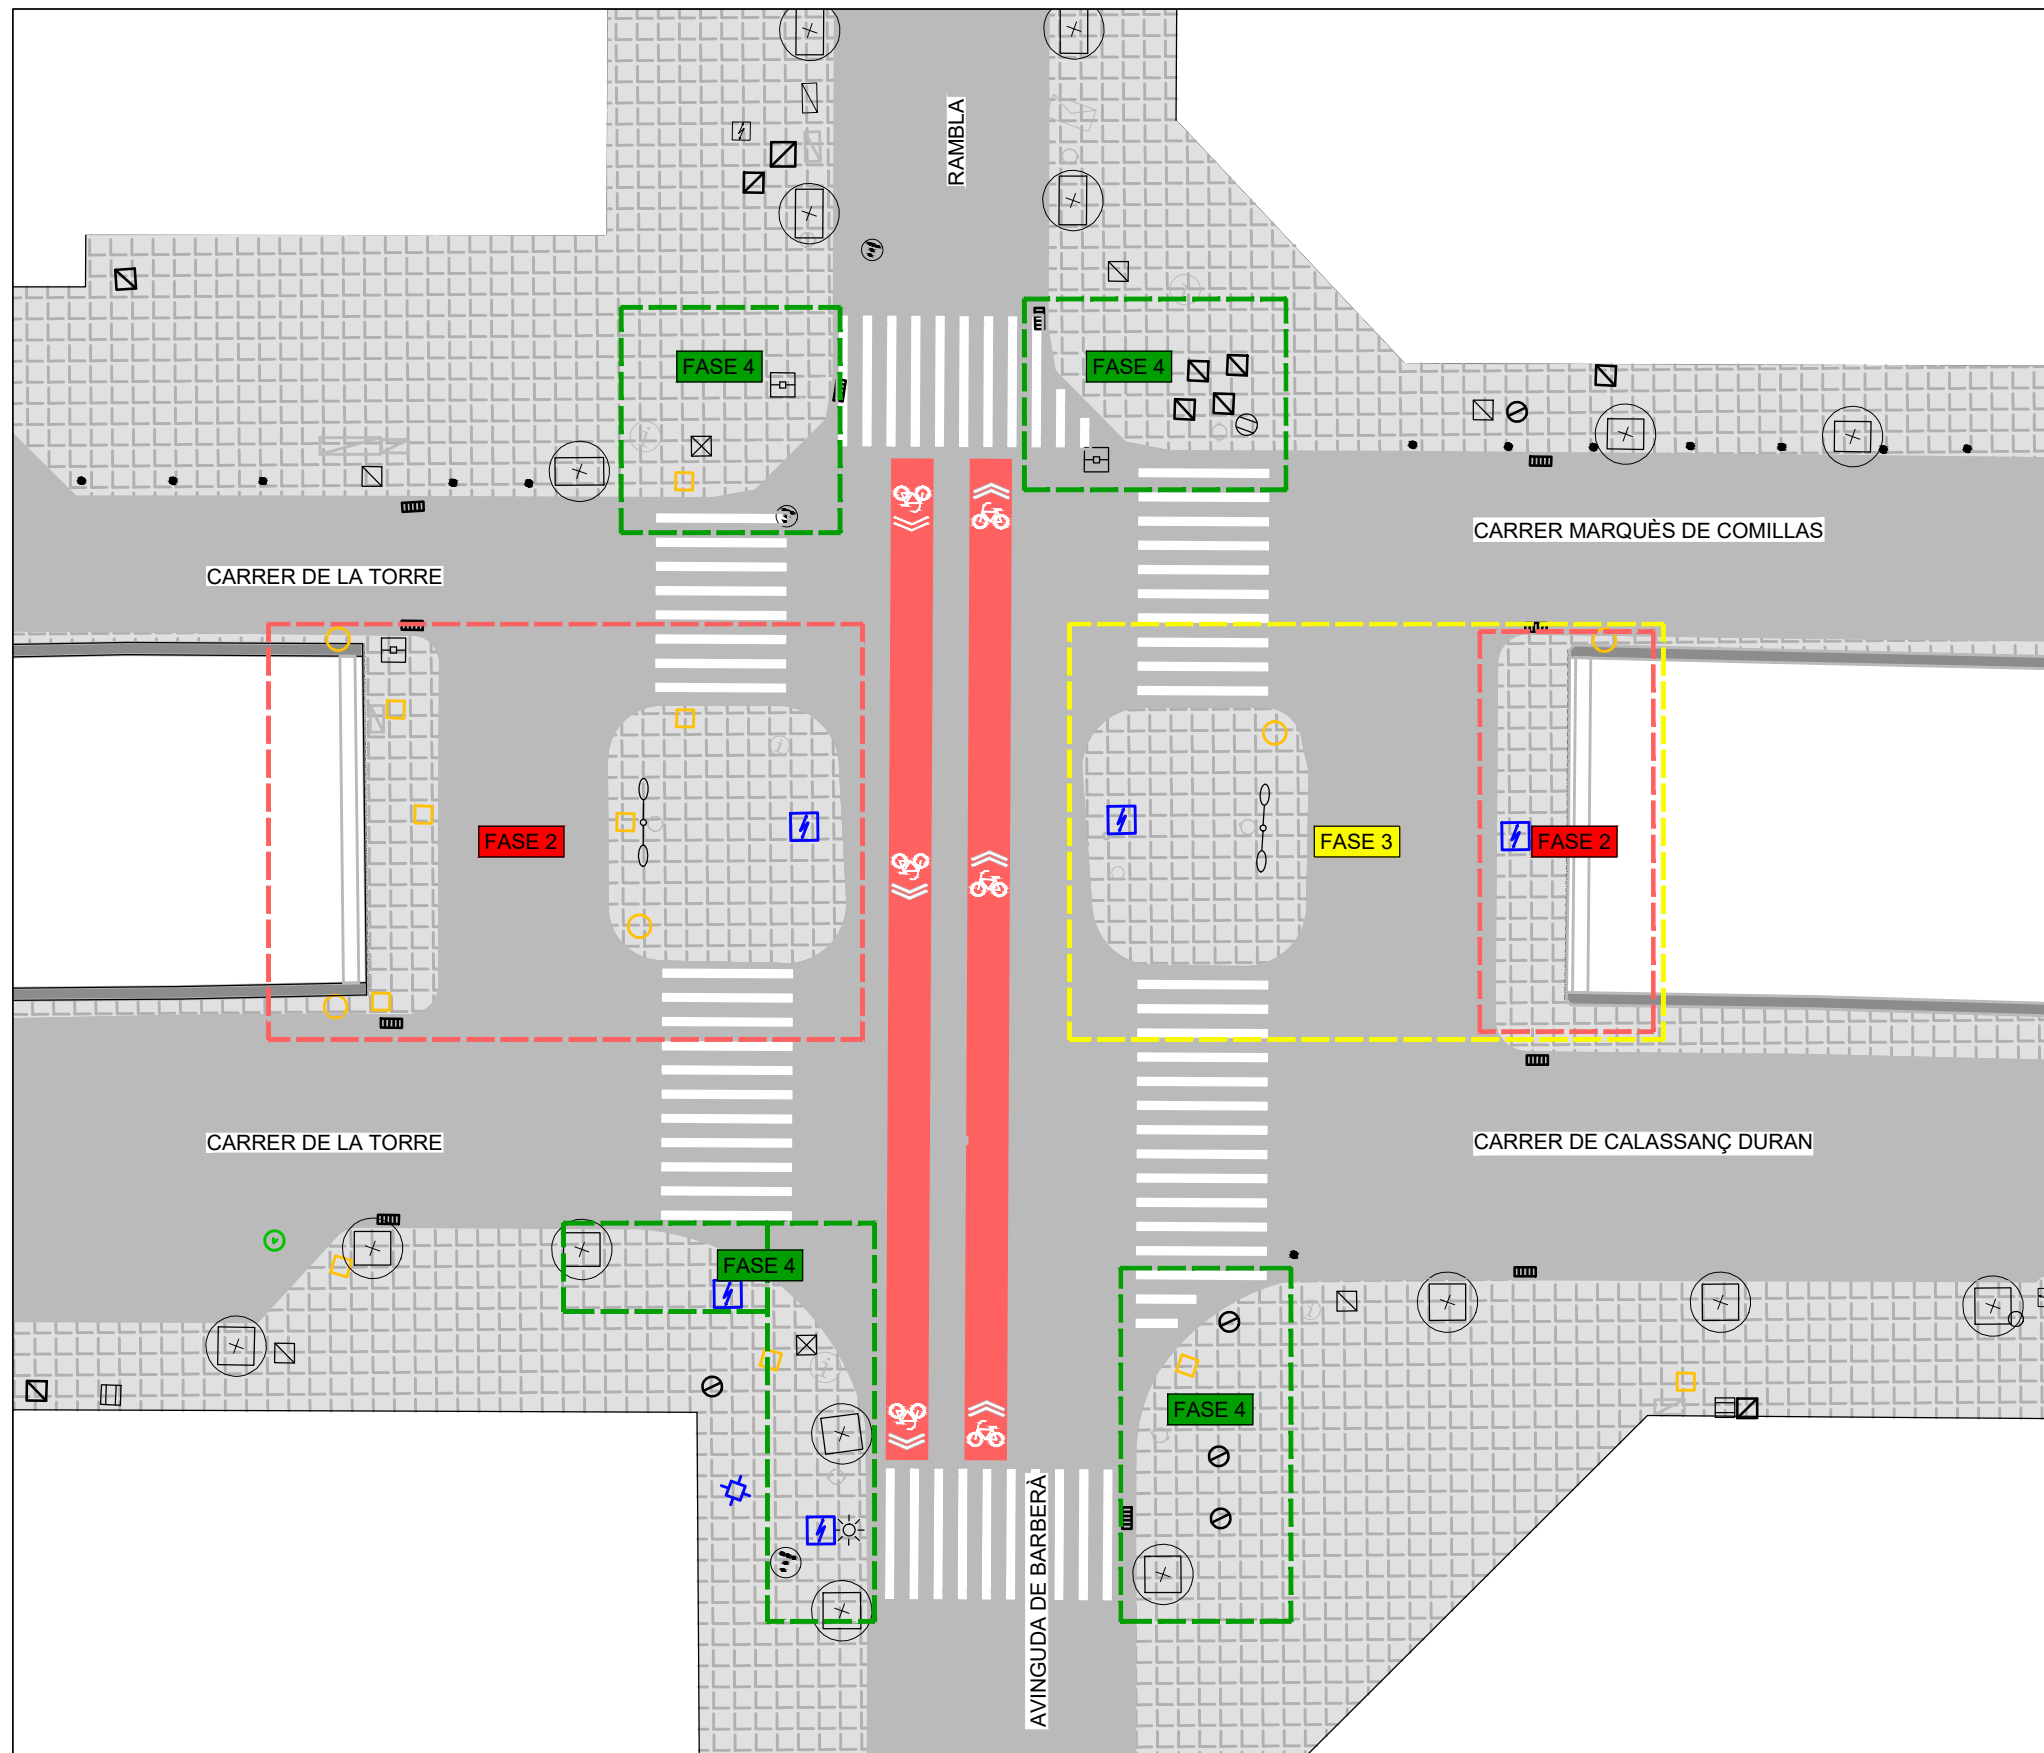 RAMBLA
FASE 4
FASE 4
CARRER MARQUÈS DE COMILLAS
CARRER DE LA TORRE
FASE 2
FASE 3
FASE 2
CARRER DE LA TORRE
CARRER DE CALASSANÇ DURAN
FASE 4
FASE 4
AVINGUDA DE BARBERÀ